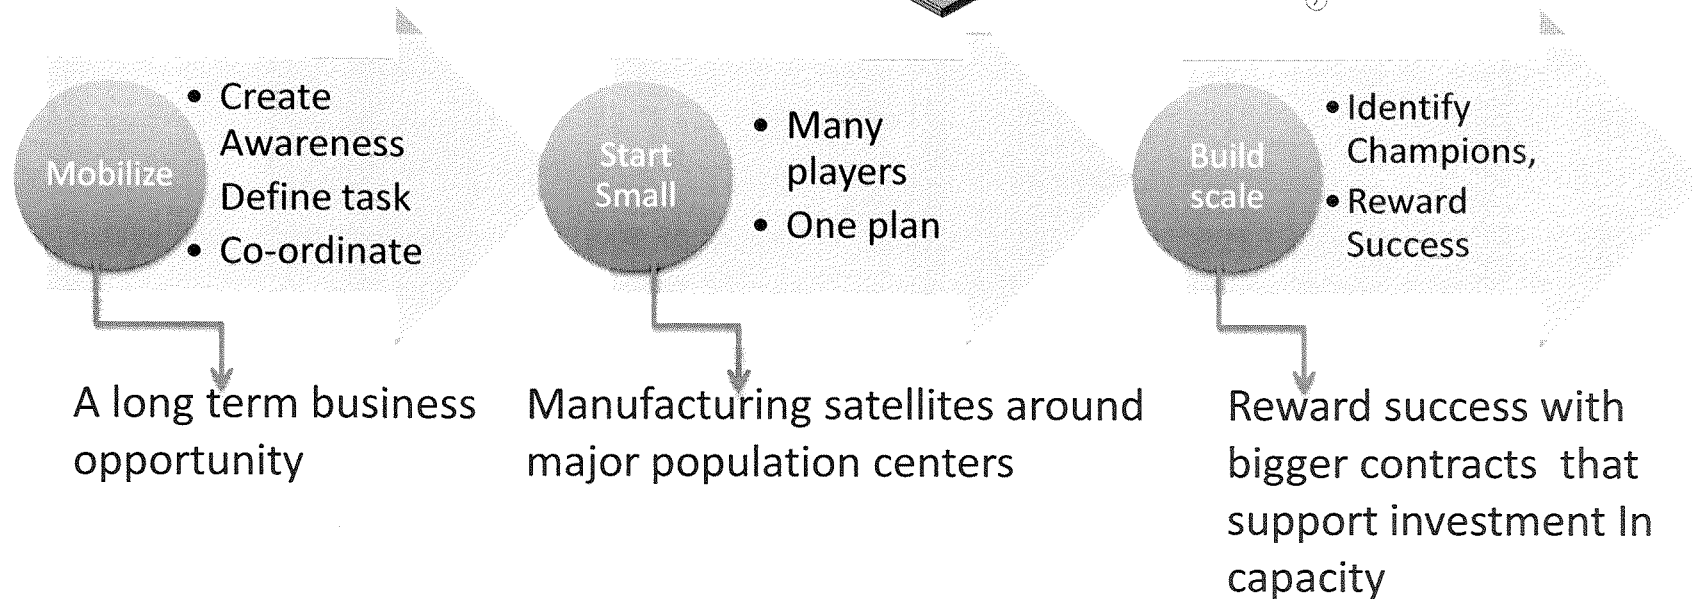 Mobilize
• Create
Awareness
Define task
• Co-ordinate
A long term business
opportunity
Start
Small
• Many
players
• One plan
Manufacturing satellites around
major population centers
Build
scale
• Identify
Champions,
• Reward
Success
Reward success with
bigger contracts that
support investment In
capacity